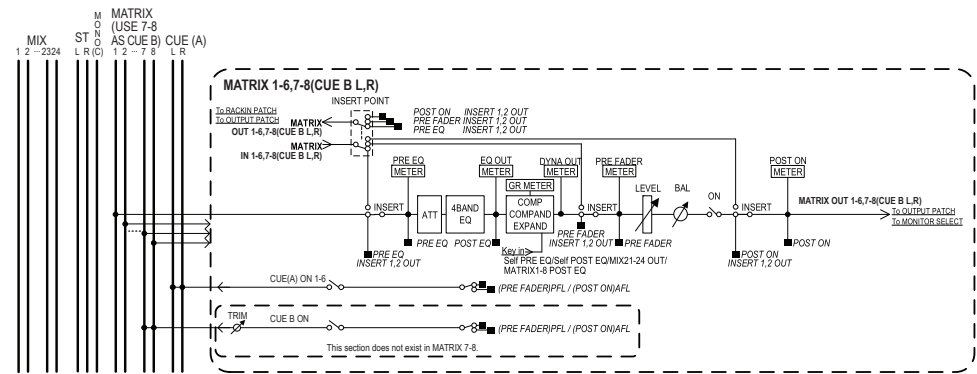 MIX
1 2 ··· 2324
ST
L R
MONO
(C)
MATRIX
(USE 7-8
AS CUE B)
1 2 ··· 7 8
CUE (A)
L R
MATRIX 1-6,7-8(CUE B L,R)
INSERT POINT
To RACKIN PATCH
To OUTPUT PATCH
MATRIX
OUT 1-6,7-8(CUE B L,R)
MATRIX
IN 1-6,7-8(CUE B L,R)
POST ON INSERT 1,2 OUT
PRE FADER INSERT 1,2 OUT
PRE EQ INSERT 1,2 OUT
PRE EQ
METER
EQ OUT
METER
DYNA OUT
METER
PRE FADER
METER
POST ON
METER
GR METER
LEVEL
BAL
ON
INSERT
ATT
4BAND
EQ
COMP
COMPAND
EXPAND
INSERT
INSERT
MATRIX OUT 1-6,7-8(CUE B L,R)
To OUTPUT PATCH
To MONITOR SELECT
PRE EQ
INSERT 1,2 OUT
PRE EQ
POST EQ
PRE FADER
INSERT 1,2 OUT
PRE FADER
POST ON
INSERT 1,2 OUT
POST ON
Key in
Self PRE EQ/Self POST EQ/MIX21-24 OUT/
MATRIX1-8 POST EQ
CUE(A) ON 1-6
(PRE FADER)PFL / (POST ON)AFL
TRIM
CUE B ON
(PRE FADER)PFL / (POST ON)AFL
This section does not exist in MATRIX 7-8.